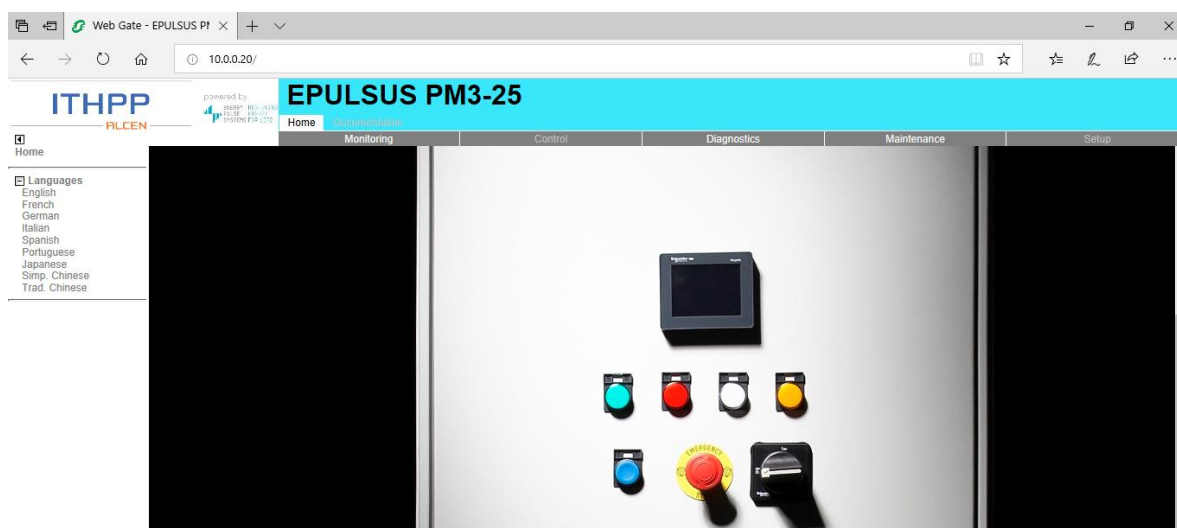 Web Gate - EPULSUS PM
10.0.0.20/
ITHPP
ALCEN
powered by
EPULSUS PM3-25
Home
Documentation
Monitoring
Control
Diagnostics
Maintenance
Setup
Home
Languages
English
French
German
Italian
Spanish
Portuguese
Japanese
Simp. Chinese
Trad. Chinese
EMERGENCY